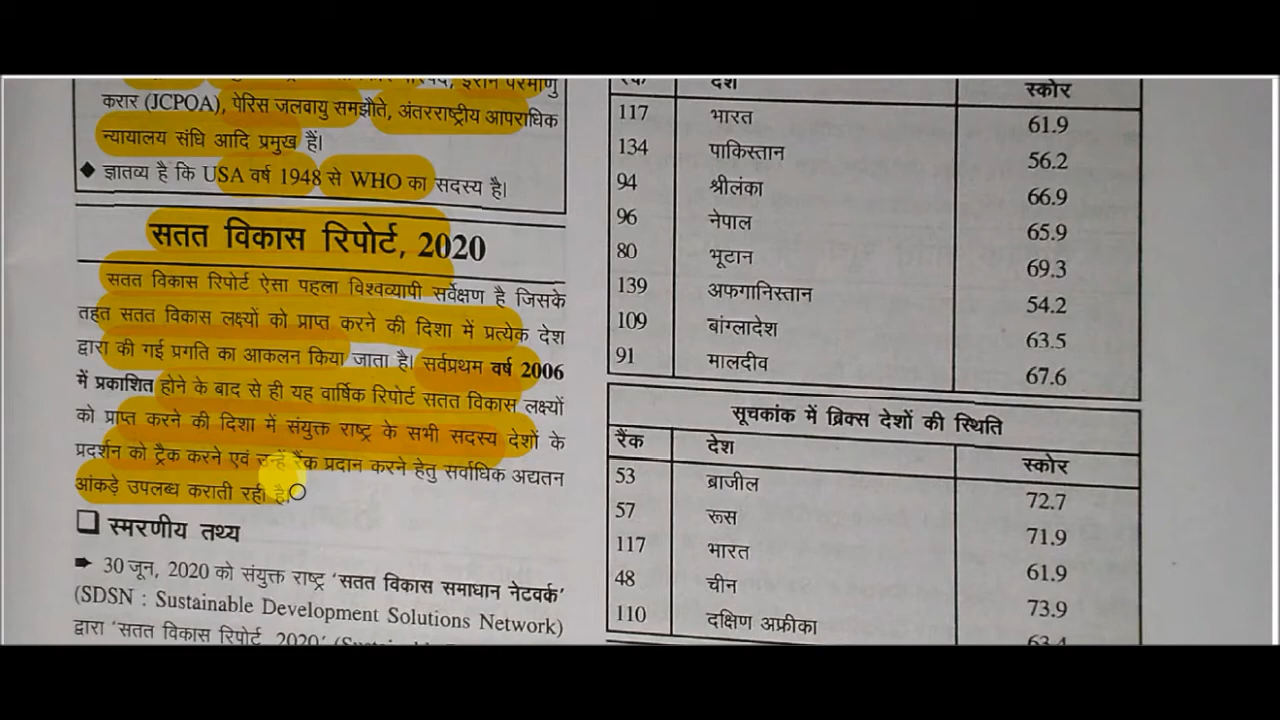 इरान परमाणु
करार (JCPOA), पेरिस जलवायु समझौते, अंतरराष्ट्रीय आपराधिक
न्यायालय संधि आदि प्रमुख हैं।
◆ ज्ञातव्य है कि USA वर्ष 1948 से WHO का सदस्य है।
सतत विकास रिपोर्ट, 2020
सतत विकास रिपोर्ट ऐसा पहला विश्वव्यापी सर्वेक्षण है जिसके
तहत सतत विकास लक्ष्यों को प्राप्त करने की दिशा में प्रत्येक देश
द्वारा की गई प्रगति का आकलन किया जाता है। सर्वप्रथम वर्ष 2006
में प्रकाशित होने के बाद से ही यह वार्षिक रिपोर्ट सतत विकास लक्ष्यों
को प्राप्त करने की दिशा में संयुक्त राष्ट्र के सभी सदस्य देशों के
प्रदर्शन को ट्रैक करने एवं उन्हें रैंक प्रदान करने हेतु सर्वाधिक अद्यतन
आंकड़े उपलब्ध कराती रही है।
❑ स्मरणीय तथ्य
➨ 30 जून, 2020 को संयुक्त राष्ट्र 'सतत विकास समाधान नेटवर्क'
(SDSN : Sustainable Development Solutions Network)
द्वारा 'सतत विकास रिपोर्ट, 2020'
रैंक देश स्कोर
117 भारत 61.9
134 पाकिस्तान 56.2
94 श्रीलंका 66.9
96 नेपाल 65.9
80 भूटान 69.3
139 अफगानिस्तान 54.2
109 बांग्लादेश 63.5
91 मालदीव 67.6
सूचकांक में ब्रिक्स देशों की स्थिति
रैंक देश स्कोर
53 ब्राजील 72.7
57 रूस 71.9
117 भारत 61.9
48 चीन 73.9
110 दक्षिण अफ्रीका 63.4